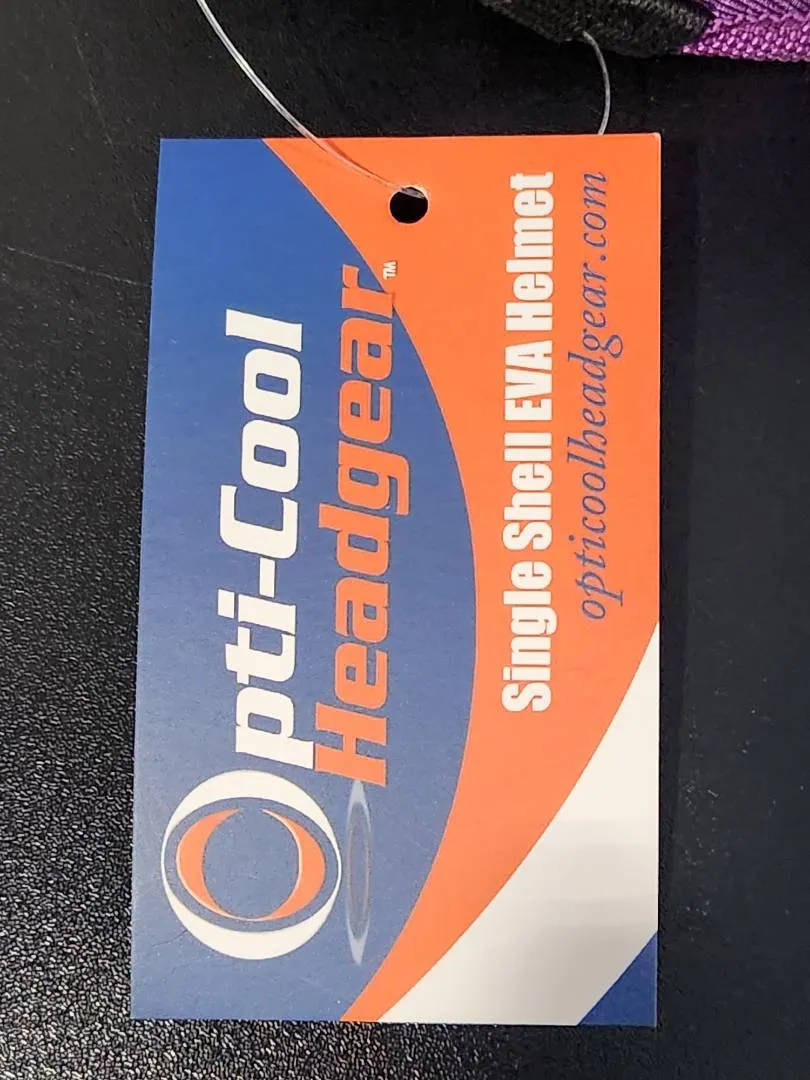 Opti-Cool
Headgear™
Single Shell EVA Helmet
opticoolheadgear.com